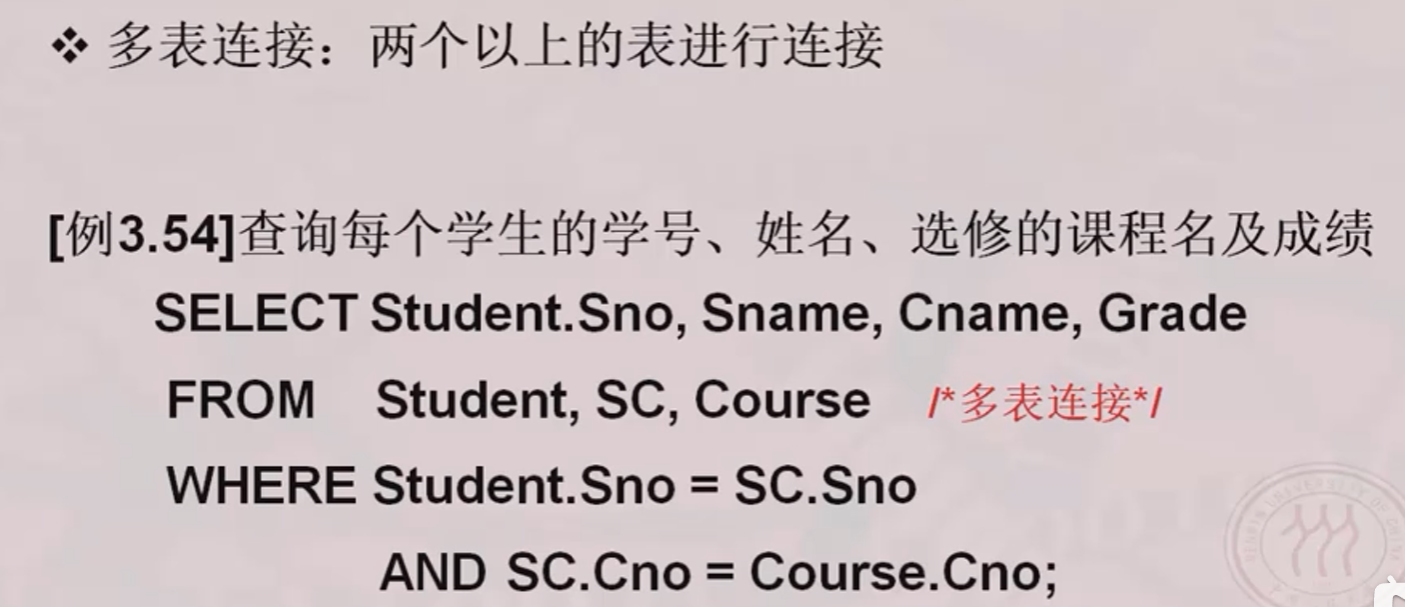 ❖ 多表连接：两个以上的表进行连接
[例3.54]查询每个学生的学号、姓名、选修的课程名及成绩
SELECT Student.Sno, Sname, Cname, Grade
FROM Student, SC, Course /*多表连接*/
WHERE Student.Sno = SC.Sno
AND SC.Cno = Course.Cno;